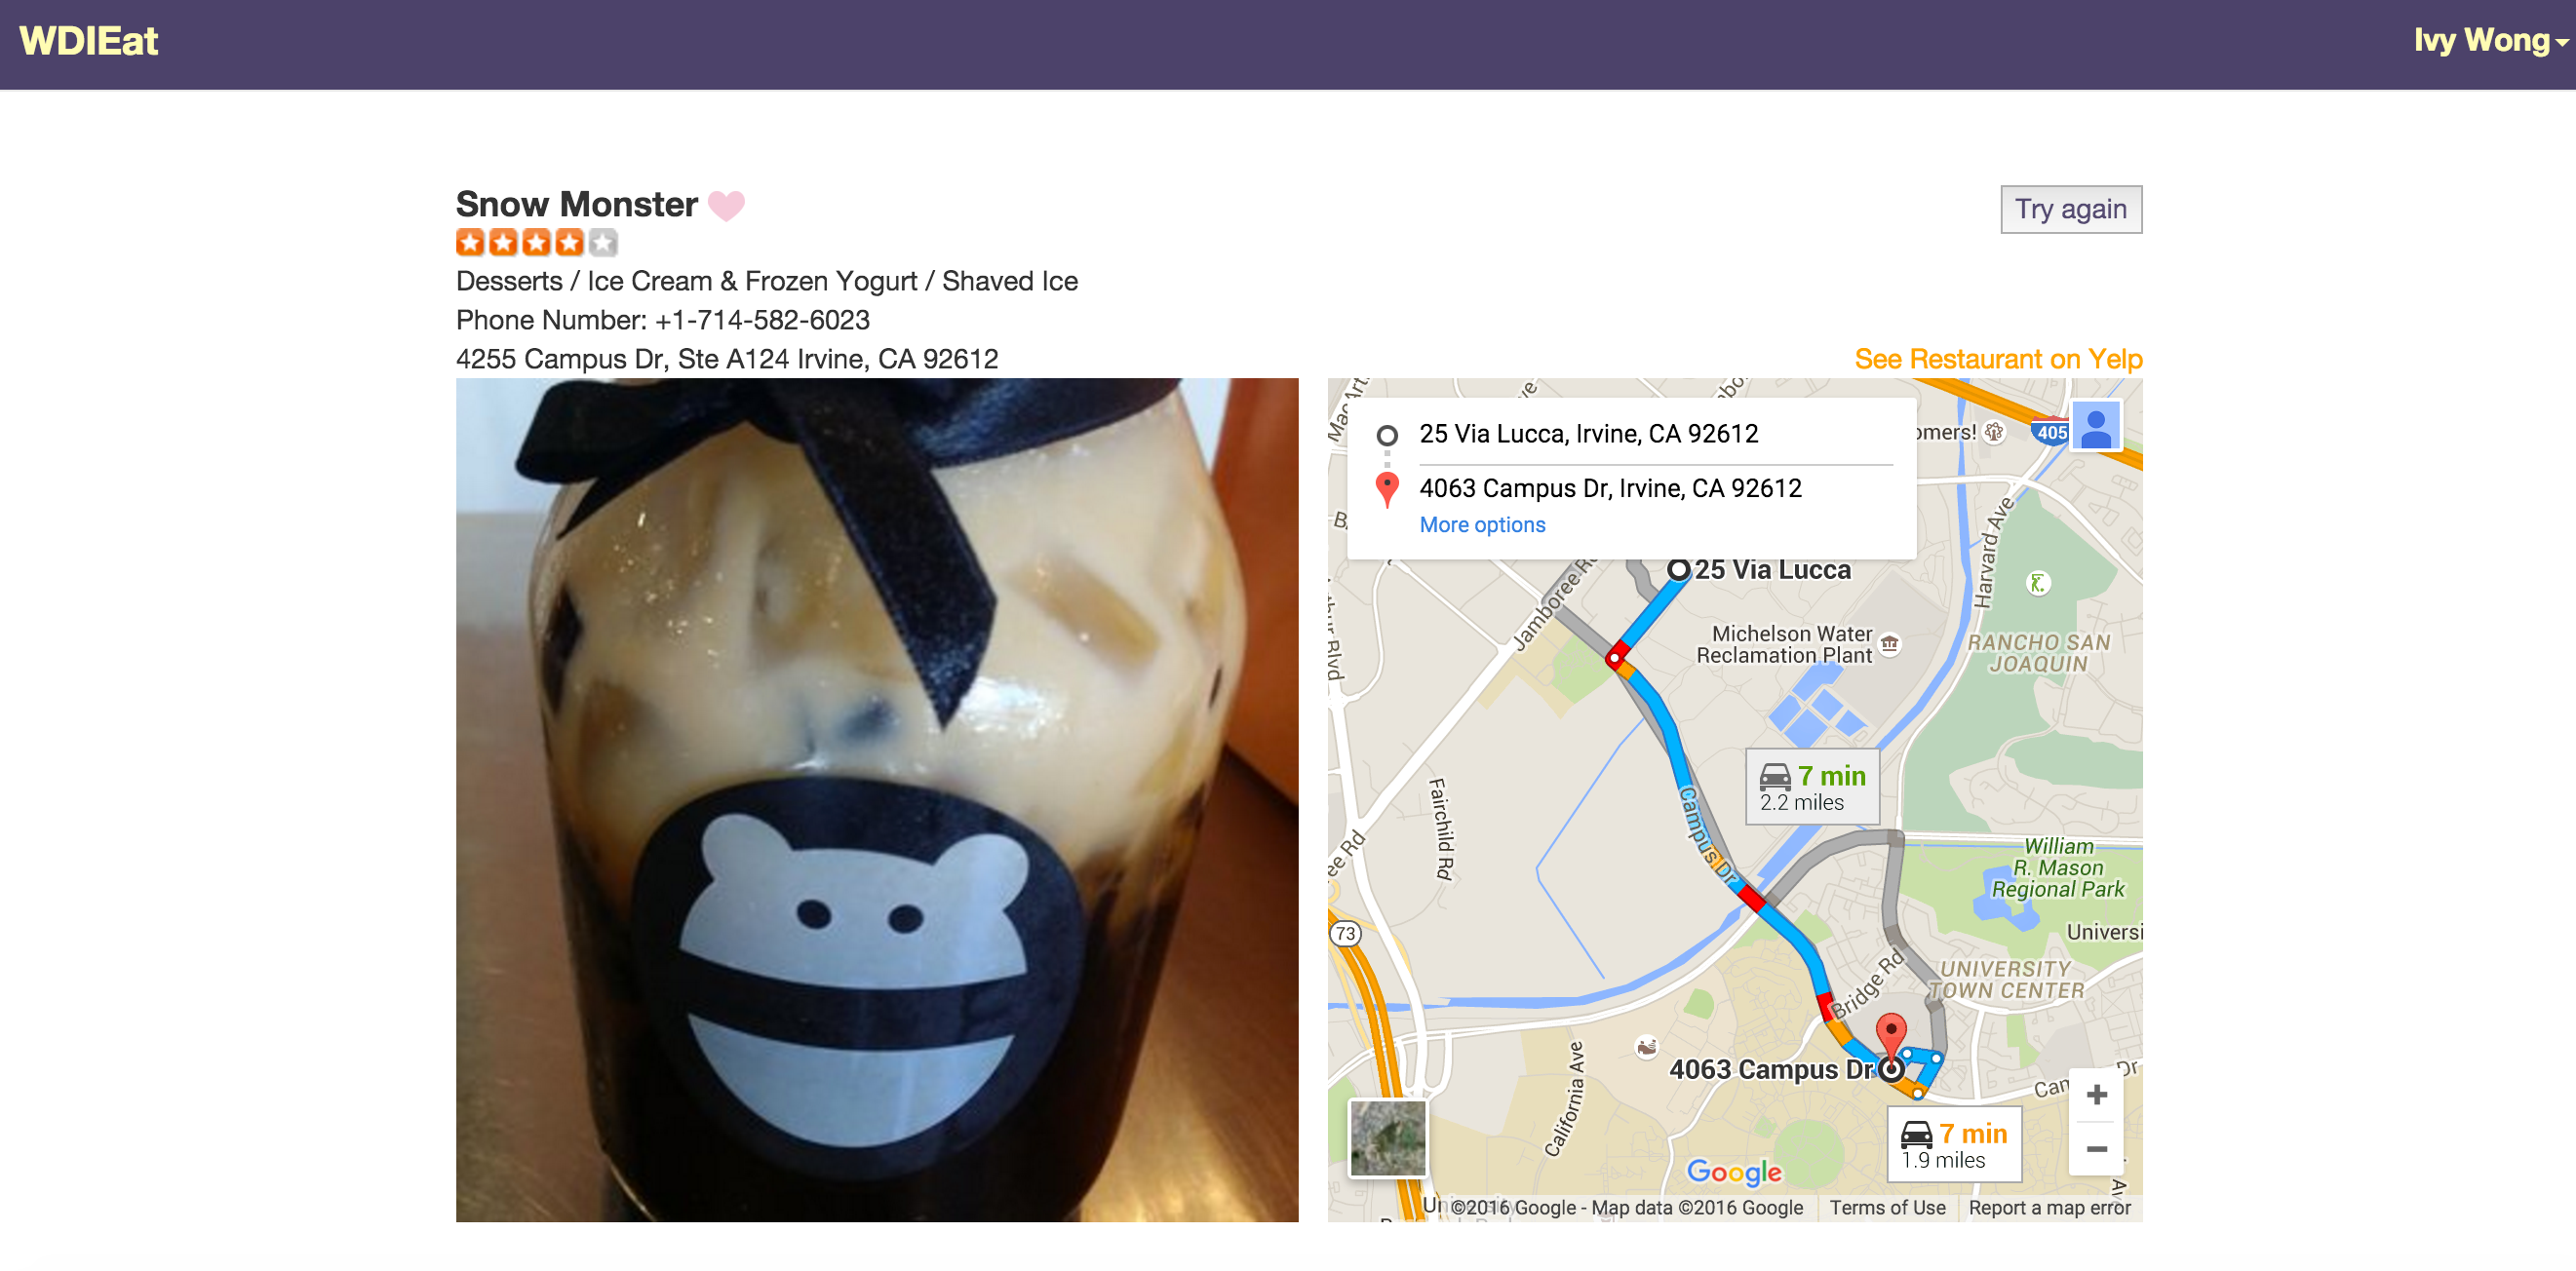 WDIEat
Ivy Wong
Snow Monster
Try again
Desserts / Ice Cream & Frozen Yogurt / Shaved Ice
Phone Number: +1-714-582-6023
4255 Campus Dr, Ste A124 Irvine, CA 92612
See Restaurant on Yelp
25 Via Lucca, Irvine, CA 92612
4063 Campus Dr, Irvine, CA 92612
More options
omers!
405
Harvard Ave
25 Via Lucca
Jamboree Rd
Michelson Water
Reclamation Plant
RANCHO SAN
JOAQUIN
7 min
2.2 miles
Campus Dr
Fairchild Rd
ee Rd
William
R. Mason
Regional Park
73
Universi
Bridge Rd
UNIVERSITY
TOWN CENTER
4063 Campus Dr
California Ave
Dr
7 min
1.9 miles
Google
©2016 Google - Map data ©2016 Google
Terms of Use
Report a map error